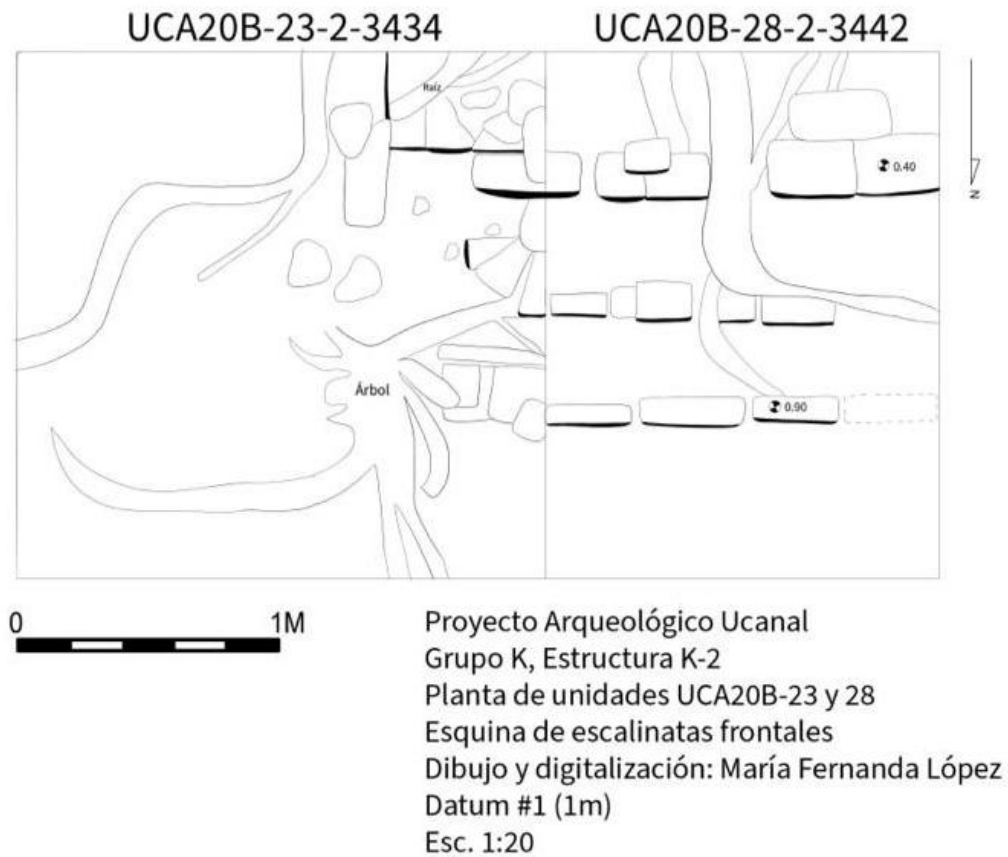 UCA20B-23-2-3434 UCA20B-28-2-3442
Raíz
0.40
N
Árbol
0.90
0 1M
Proyecto Arqueológico Ucanal
Grupo K, Estructura K-2
Planta de unidades UCA20B-23 y 28
Esquina de escalinatas frontales
Dibujo y digitalización: María Fernanda López
Datum #1 (1m)
Esc. 1:20